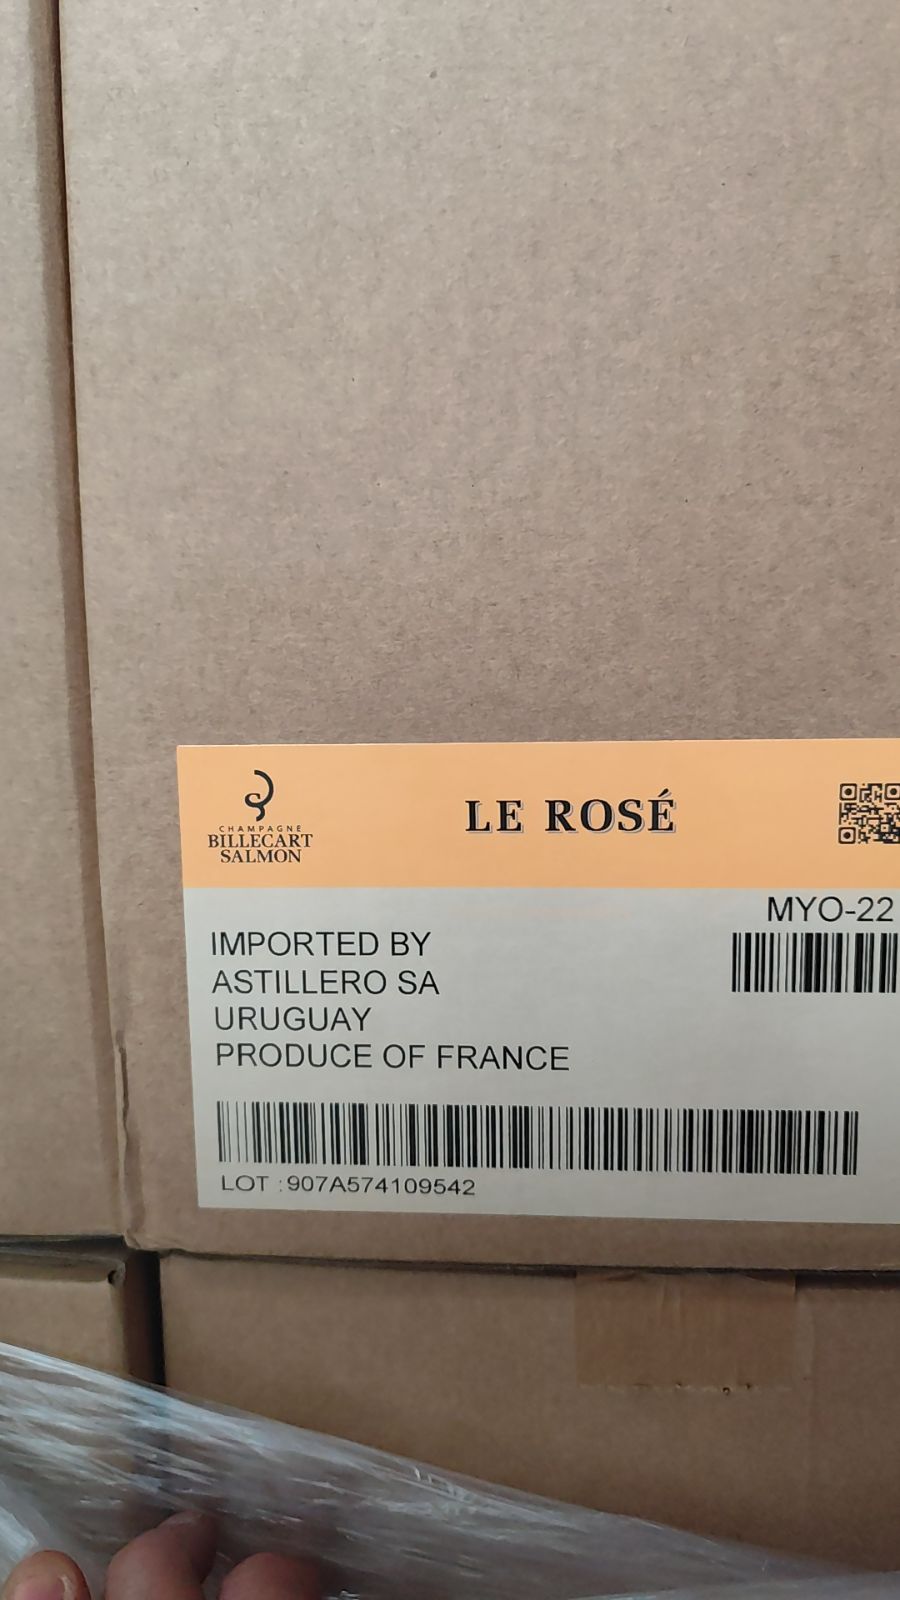 CHAMPAGNE
BILLECART
SALMON
LE ROSÉ
MYO-22
IMPORTED BY
ASTILLERO SA
URUGUAY
PRODUCE OF FRANCE
LOT :907A574109542